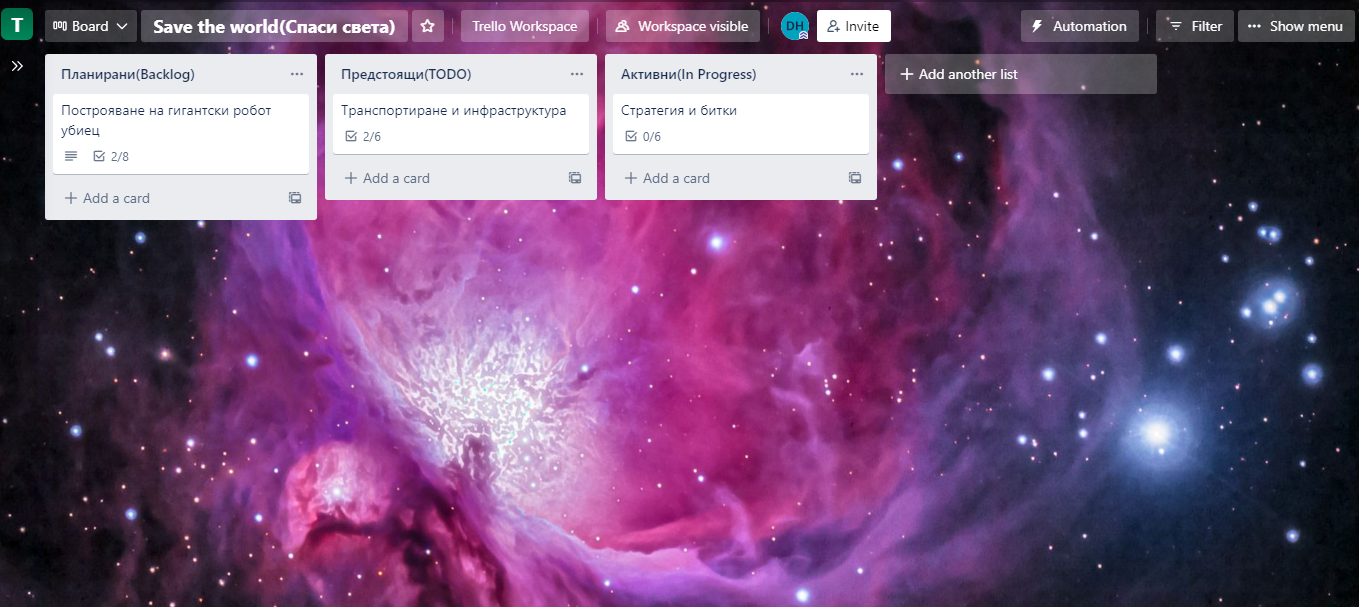 T
Board
Save the world(Спаси света)
Trello Workspace
Workspace visible
DH
Invite
Automation
Filter
Show menu
Планирани(Backlog)
Построяване на гигантски робот
убиец
2/8
Add a card
Предстоящи(TODO)
Транспортиране и инфраструктура
2/6
Add a card
Активни(In Progress)
Стратегия и битки
0/6
Add a card
Add another list